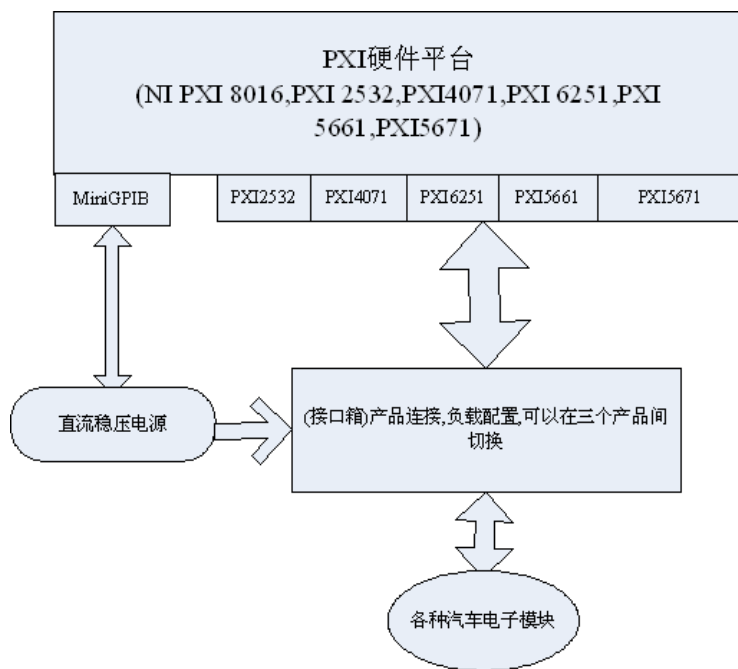 PXI硬件平台
(NI PXI 8016,PXI 2532,PXI4071,PXI 6251,PXI
5661,PXI5671)
MiniGPIB
PXI2532
PXI4071
PXI6251
PXI5661
PXI5671
直流稳压电源
(接口箱)产品连接,负载配置,可以在三个产品间
切换
各种汽车电子模块